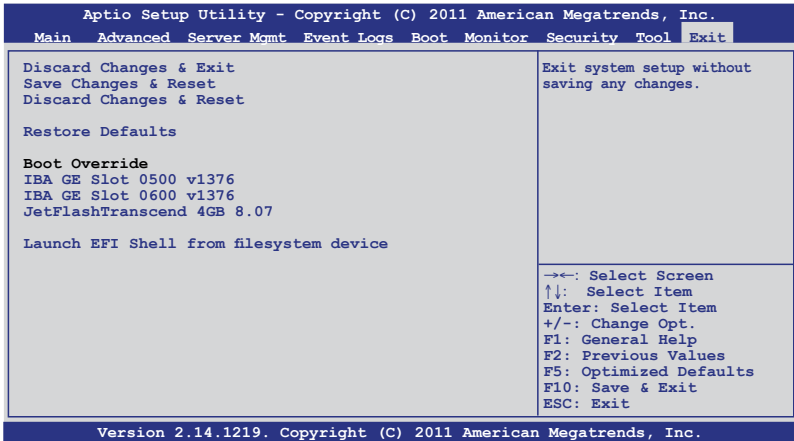 Aptio Setup Utility - Copyright (C) 2011 American Megatrends, Inc.
Main Advanced Server Mgmt Event Logs Boot Monitor Security Tool Exit
Discard Changes & Exit
Save Changes & Reset
Discard Changes & Reset
Restore Defaults
Boot Override
IBA GE Slot 0500 v1376
IBA GE Slot 0600 v1376
JetFlashTranscend 4GB 8.07
Launch EFI Shell from filesystem device
Exit system setup without
saving any changes.
→←: Select Screen
↑↓: Select Item
Enter: Select Item
+/-: Change Opt.
F1: General Help
F2: Previous Values
F5: Optimized Defaults
F10: Save & Exit
ESC: Exit
Version 2.14.1219. Copyright (C) 2011 American Megatrends, Inc.